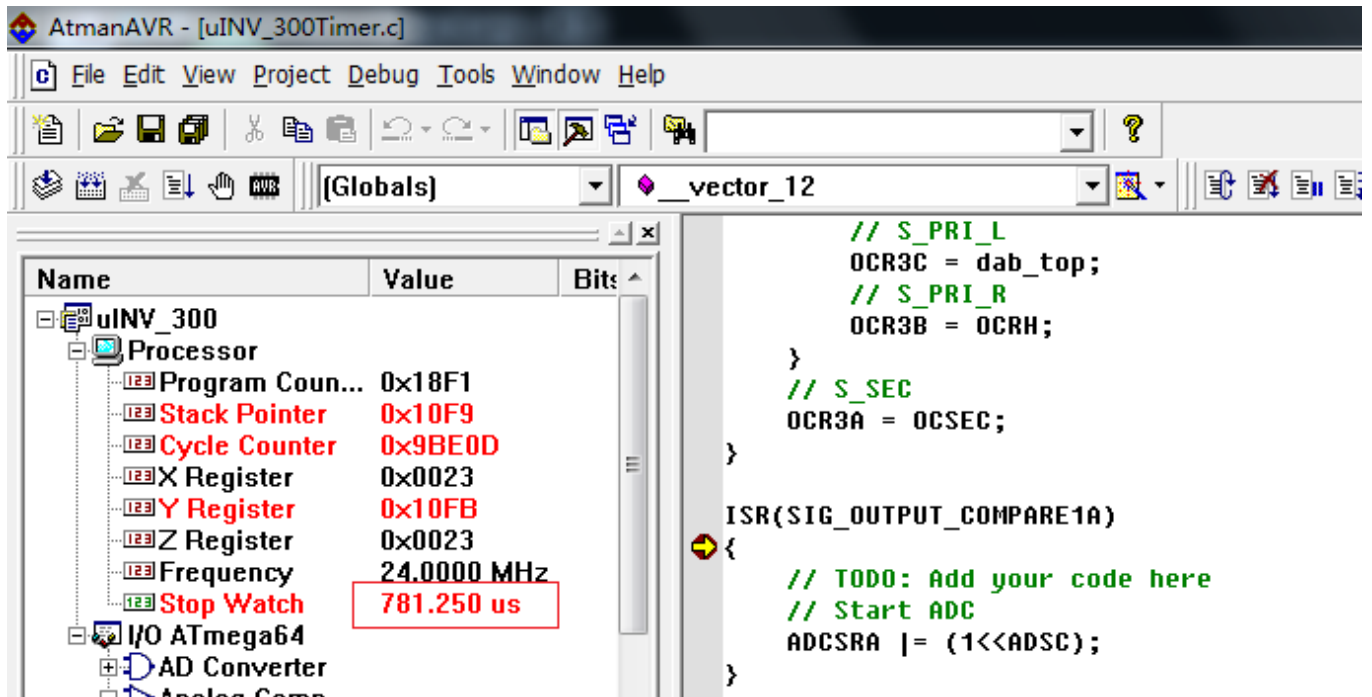 AtmanAVR - [uINV_300Timer.c]
File Edit View Project Debug Tools Window Help
(Globals)
__vector_12
Name Value Bits
uINV_300
Processor
Program Coun... 0x18F1
Stack Pointer 0x10F9
Cycle Counter 0x9BE0D
X Register 0x0023
Y Register 0x10FB
Z Register 0x0023
Frequency 24.0000 MHz
Stop Watch 781.250 us
I/O ATmega64
AD Converter
Analog Comp
// S_PRI_L
OCR3C = dab_top;
// S_PRI_R
OCR3B = OCRH;
}
// S_SEC
OCR3A = OCSEC;
}
ISR(SIG_OUTPUT_COMPARE1A)
{
// TODO: Add your code here
// Start ADC
ADCSRA |= (1<<ADSC);
}